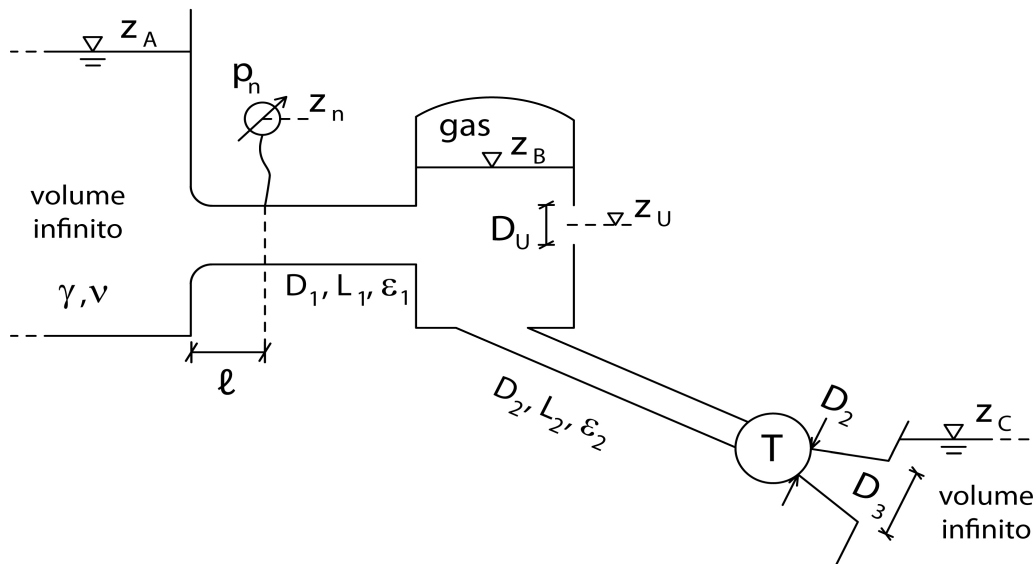 z_A
p_n
z_n
gas
z_B
volume
infinito
D_U
z_U
γ,ν
D_1, L_1, ε_1
ℓ
D_2, L_2, ε_2
D_2
T
z_C
D_3
volume
infinito